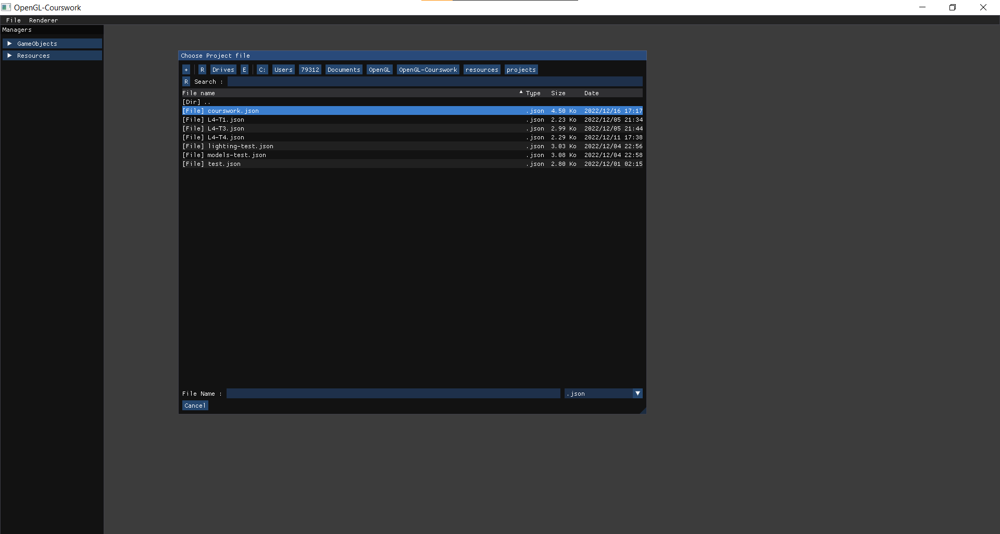 OpenGL-Courswork
File Renderer
Managers
GameObjects
Resources
Choose Project file
+ R Drives E C: Users 79312 Documents OpenGL OpenGL-Courswork resources projects
R Search :
File name Type Size Date
[Dir] ..
[File] courswork.json .json 4.50 Ko 2022/12/16 17:17
[File] L4-T1.json .json 2.23 Ko 2022/12/05 21:34
[File] L4-T3.json .json 2.99 Ko 2022/12/05 21:44
[File] L4-T4.json .json 2.29 Ko 2022/12/11 17:38
[File] lighting-test.json .json 3.03 Ko 2022/12/04 22:56
[File] models-test.json .json 3.08 Ko 2022/12/04 22:58
[File] test.json .json 2.80 Ko 2022/12/01 02:15
File Name : .json
Cancel